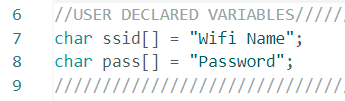 6 //USER DECLARED VARIABLES//////
7 char ssid[] = "Wifi Name";
8 char pass[] = "Password";
9 ///////////////////////////////